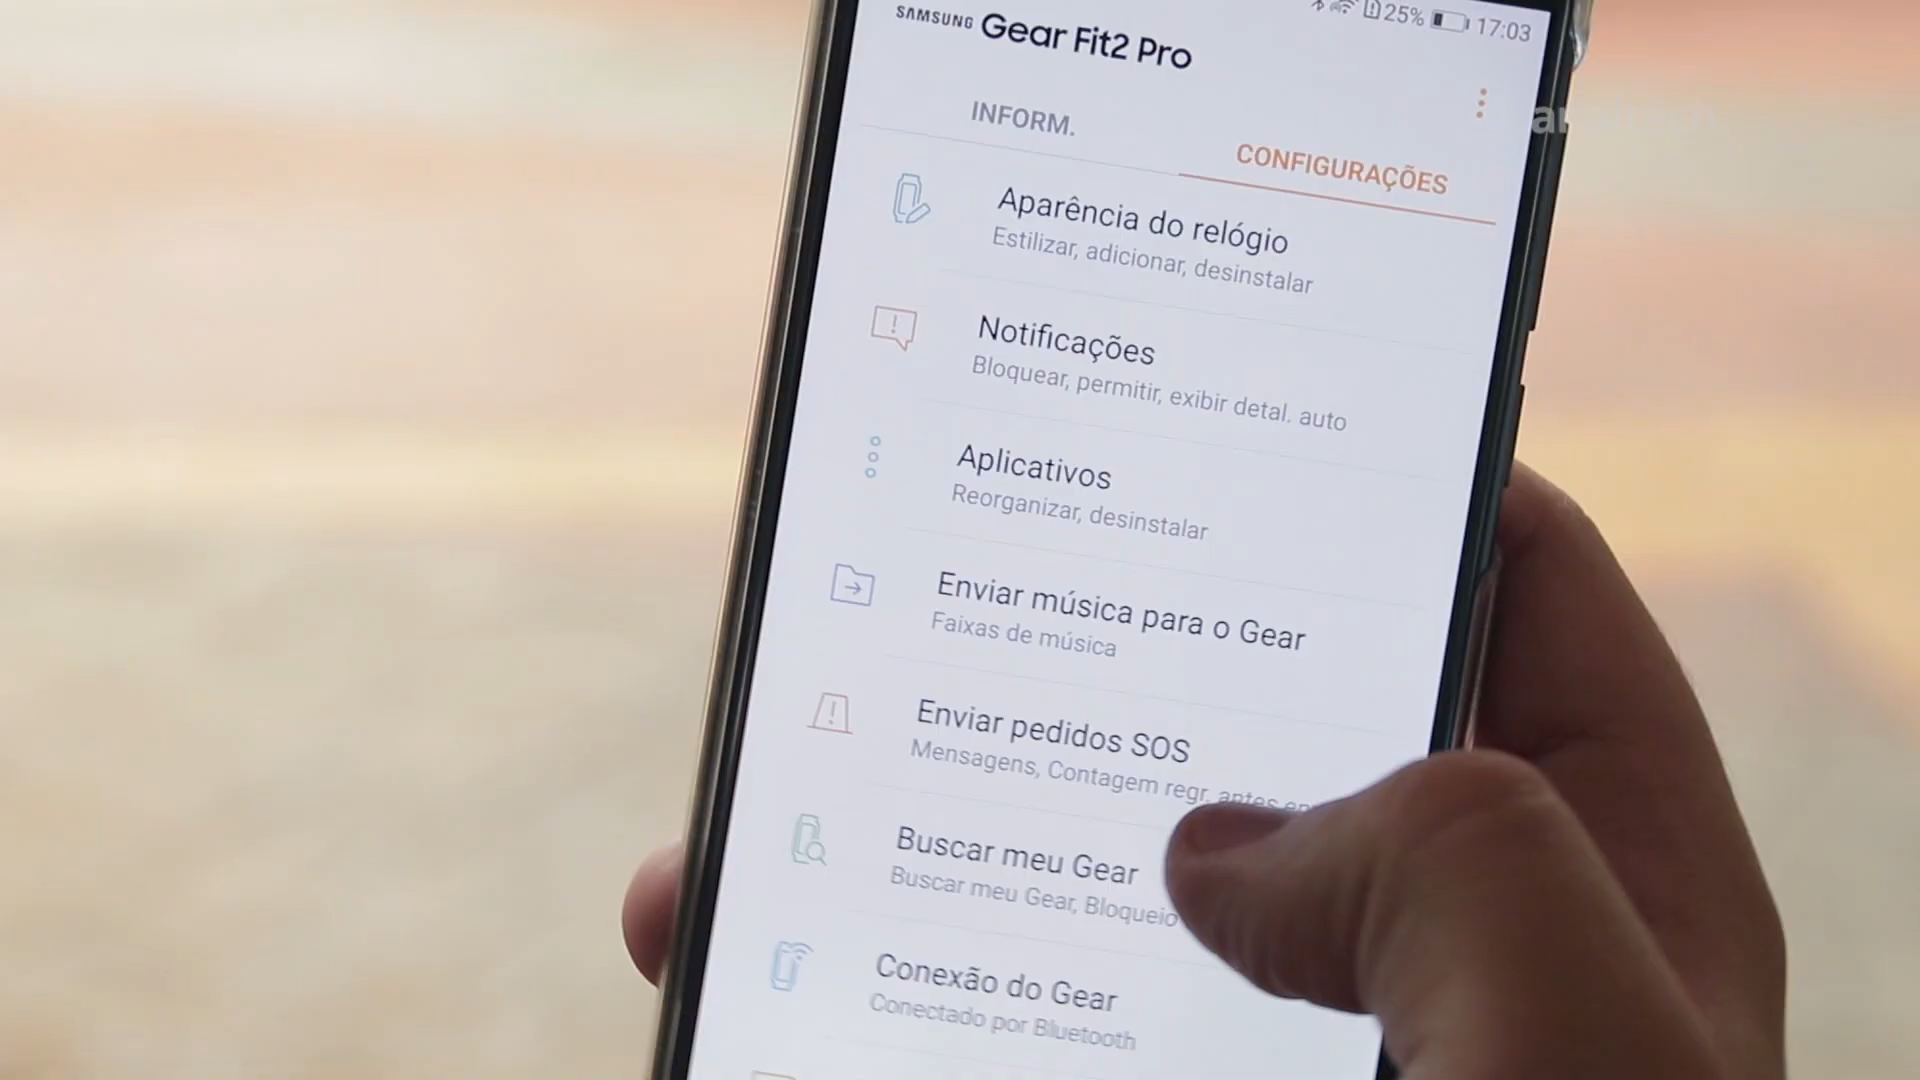 25% 17:03
SAMSUNG Gear Fit2 Pro
INFORM.
CONFIGURAÇÕES
Aparência do relógio
Estilizar, adicionar, desinstalar
Notificações
Bloquear, permitir, exibir detal. auto
Aplicativos
Reorganizar, desinstalar
Enviar música para o Gear
Faixas de música
Enviar pedidos SOS
Mensagens, Contagem regr. antes
Buscar meu Gear
Buscar meu Gear, Bloqueio
Conexão do Gear
Conectado por Bluetooth